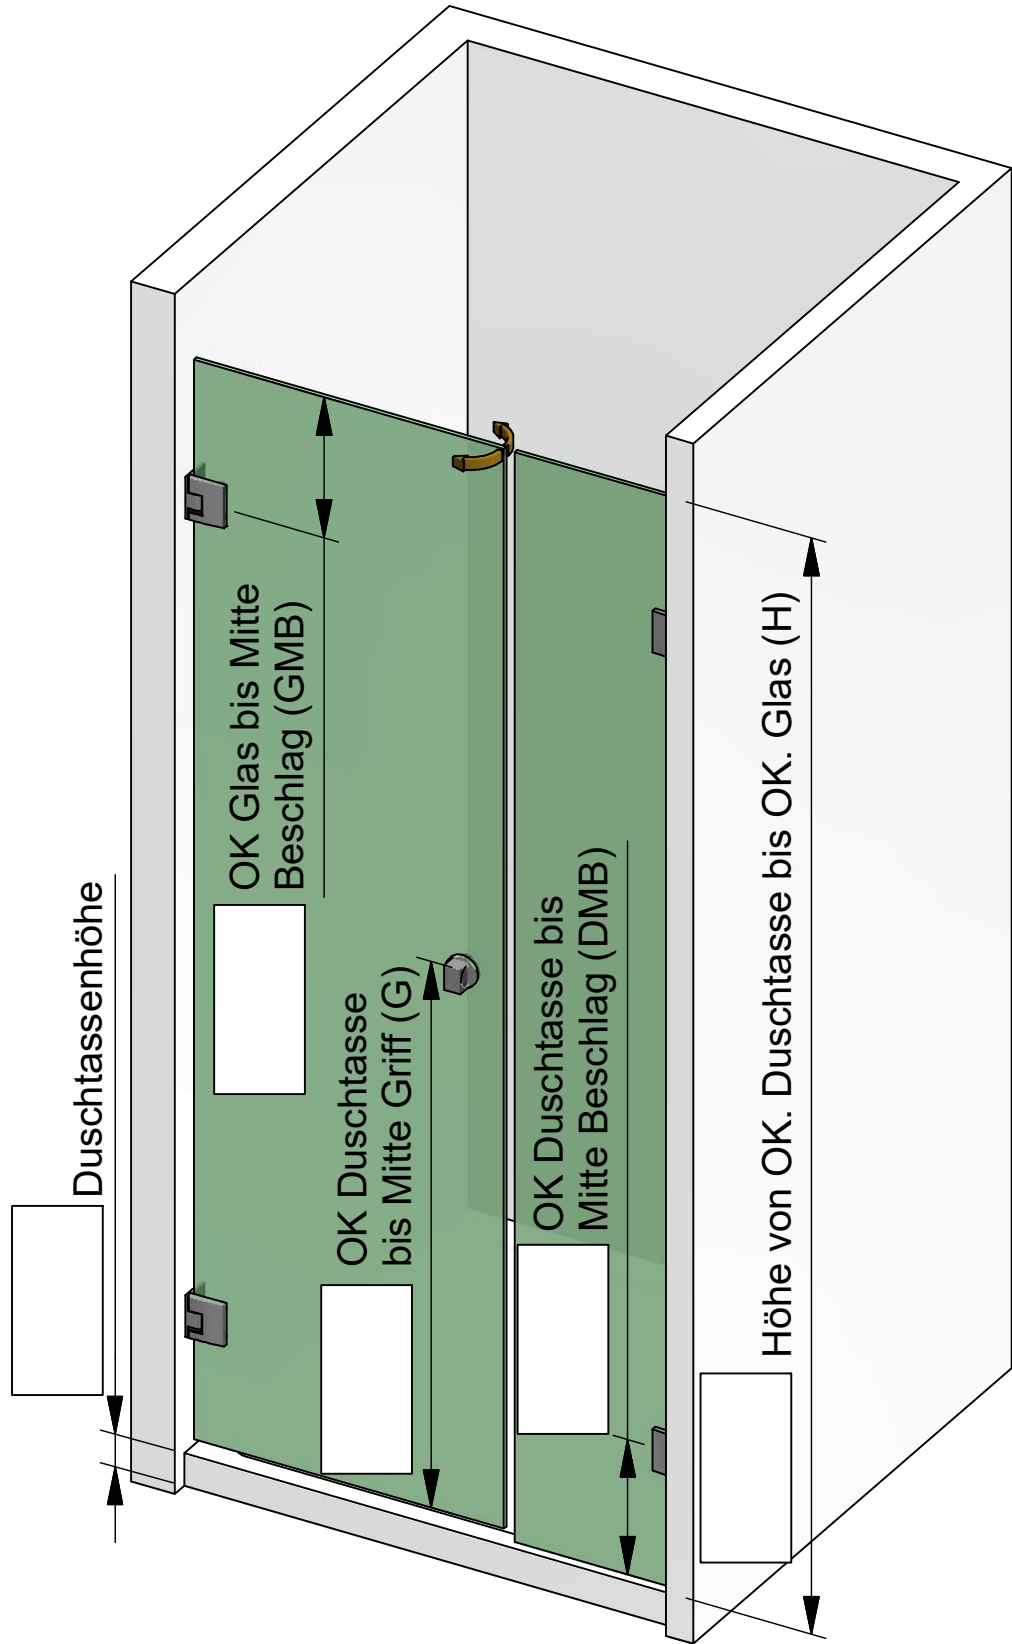 Duschtassenhöhe
OK Glas bis Mitte
Beschlag (GMB)
OK Duschtasse
bis Mitte Griff (G)
OK Duschtasse bis
Mitte Beschlag (DMB)
Höhe von OK. Duschtasse bis OK. Glas (H)